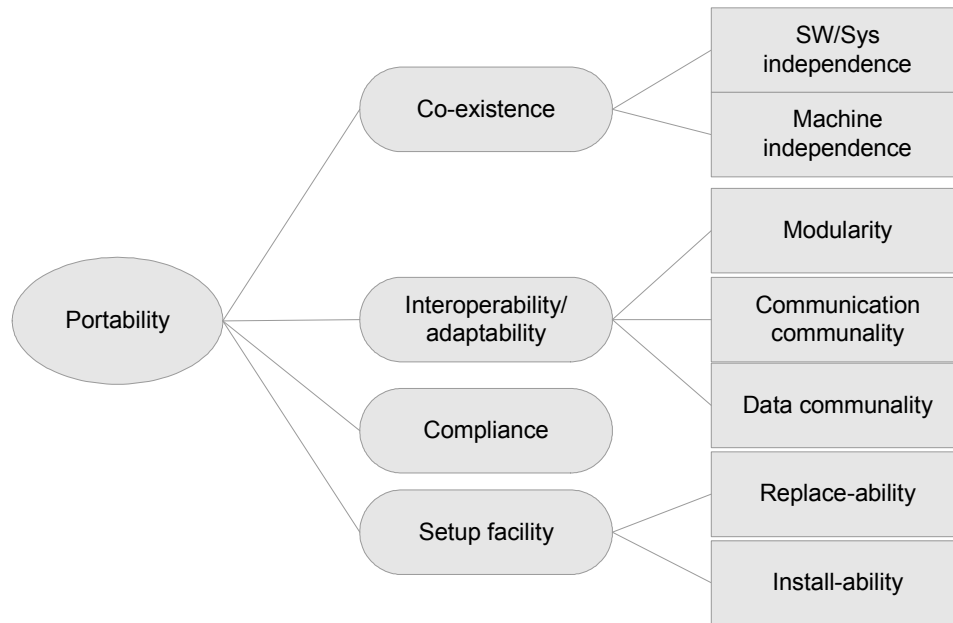 Portability
Co-existence
Interoperability/
adaptability
Compliance
Setup facility
SW/Sys
independence
Machine
independence
Modularity
Communication
communality
Data communality
Replace-ability
Install-ability